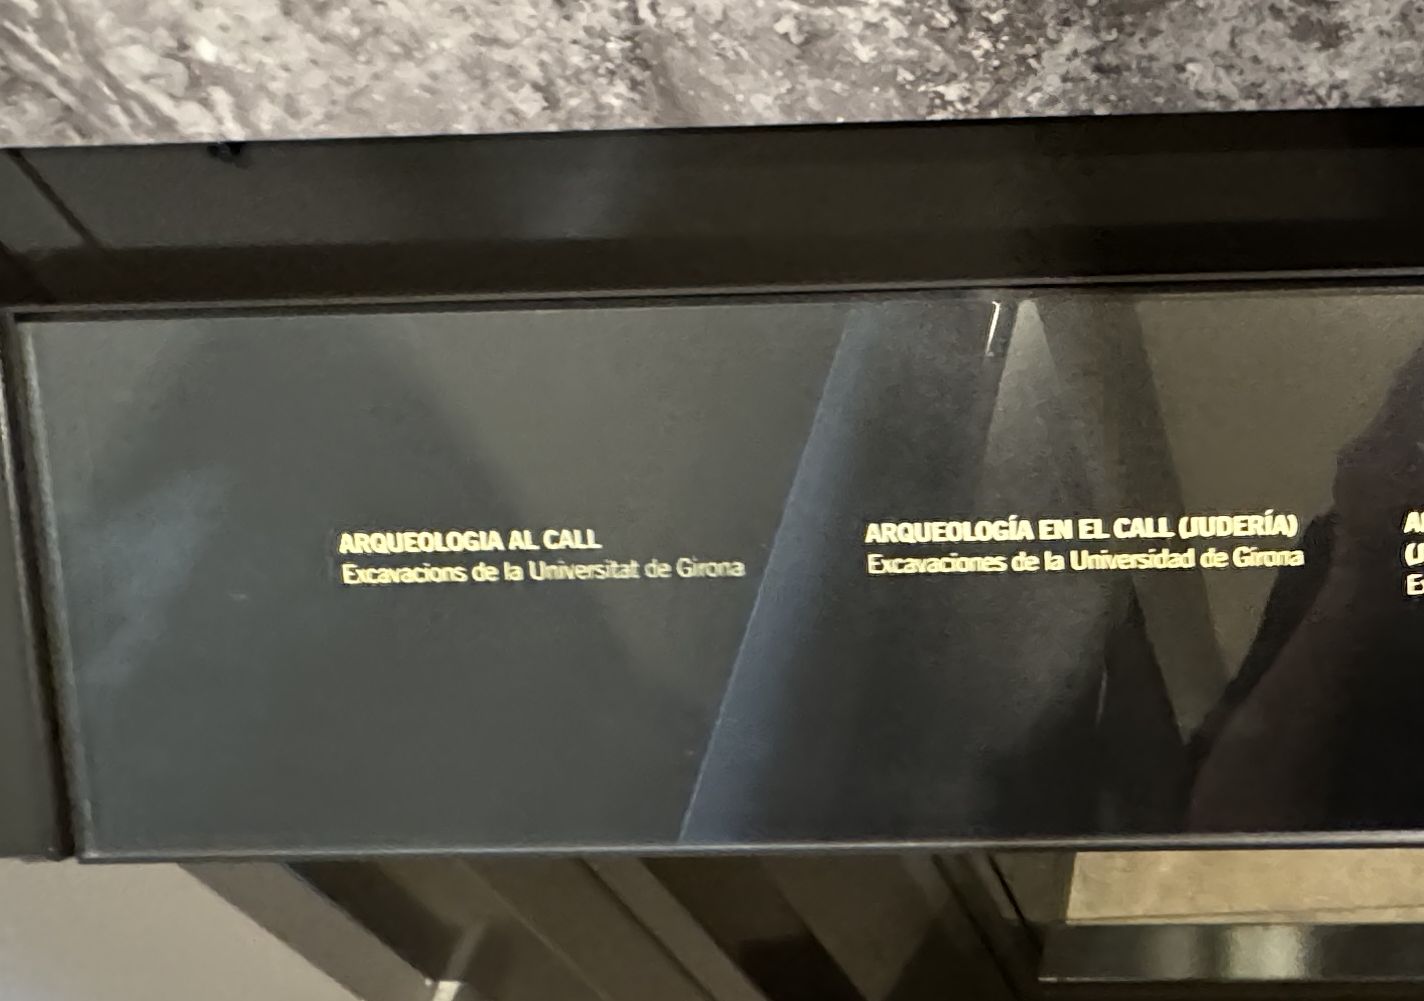 ARQUEOLOGIA AL CALL
Excavacions de la Universitat de Girona
ARQUEOLOGÍA EN EL CALL (JUDERÍA)
Excavaciones de la Universidad de Girona